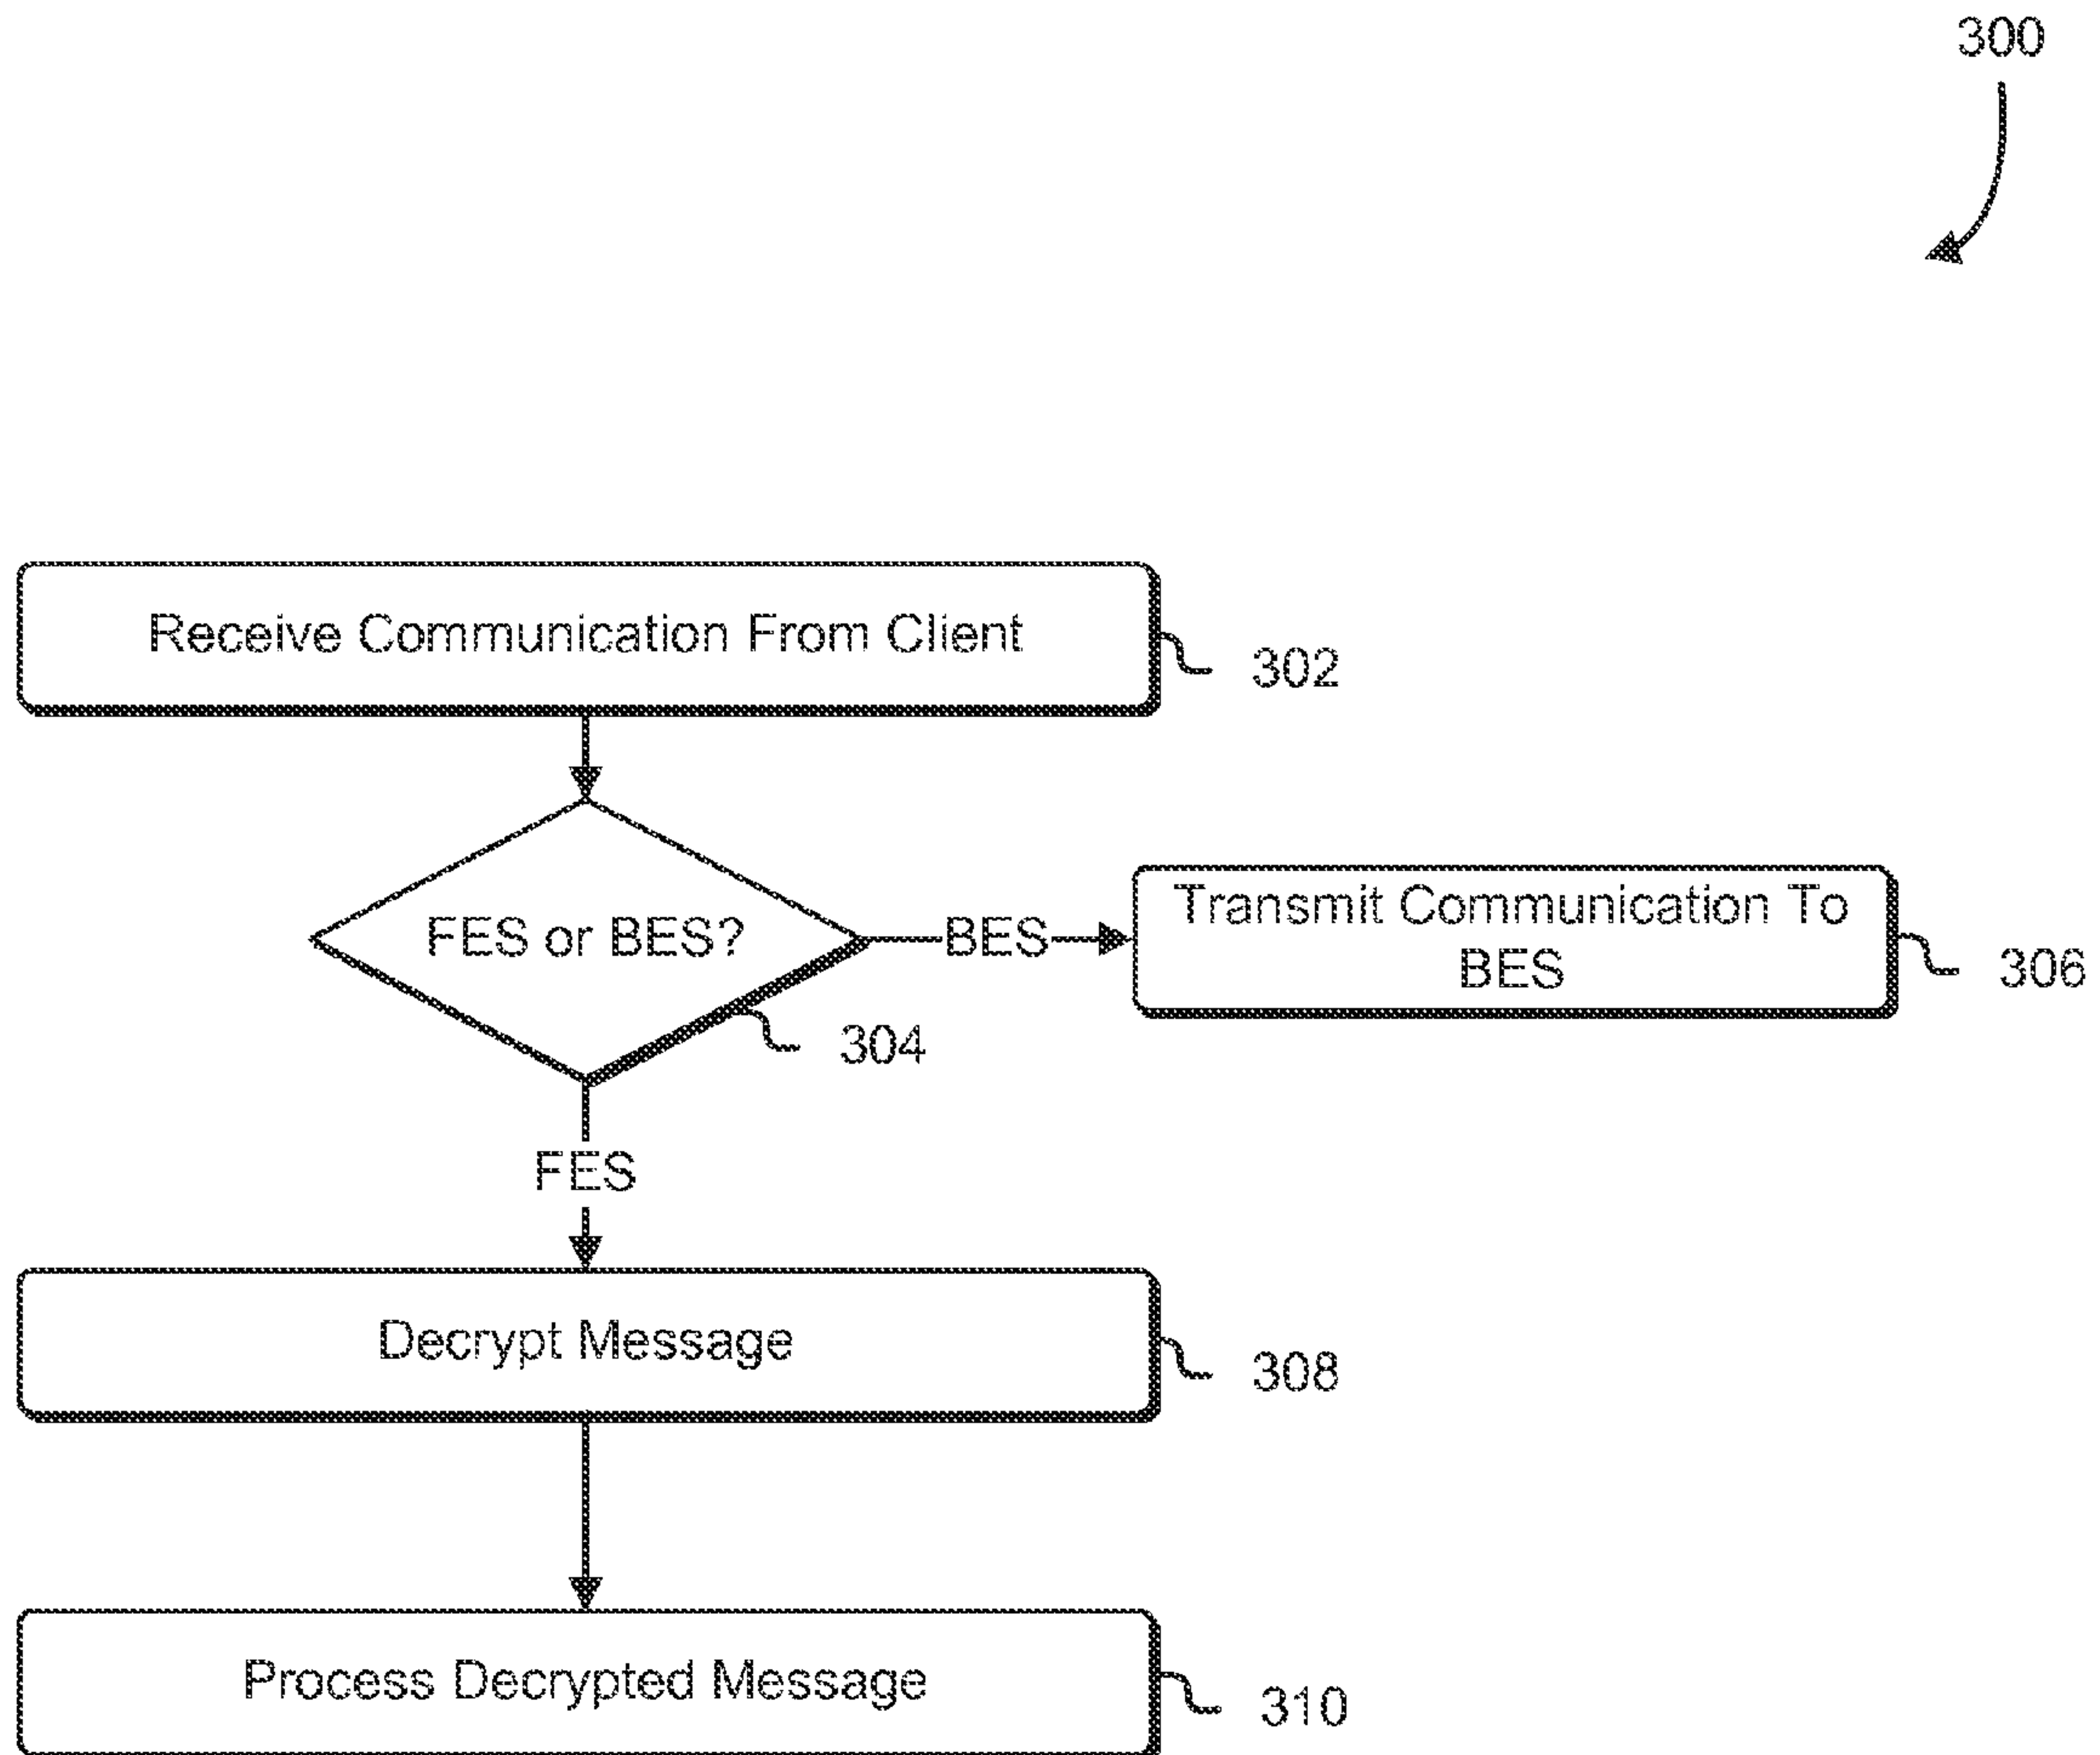 300
Receive Communication From Client
302
FES or BES?
BES
Transmit Communication To
BES
306
304
FES
Decrypt Message
308
Process Decrypted Message
310